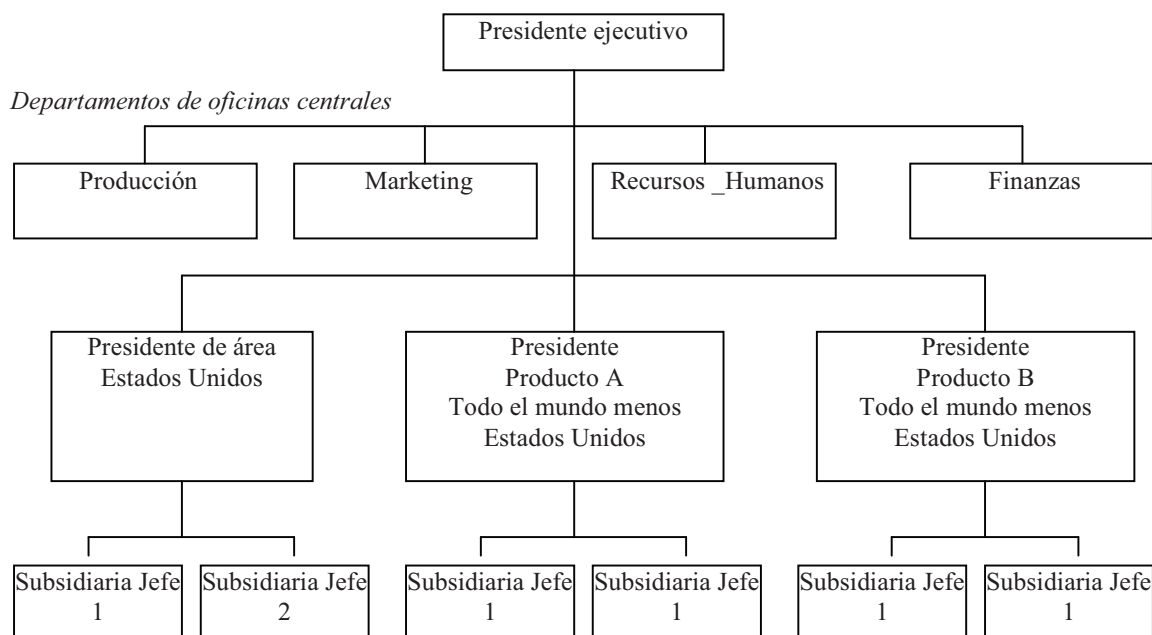 Presidente ejecutivo
Departamentos de oficinas centrales
Producción
Marketing
Recursos _Humanos
Finanzas
Presidente de área
Estados Unidos
Presidente
Producto A
Todo el mundo menos
Estados Unidos
Presidente
Producto B
Todo el mundo menos
Estados Unidos
Subsidiaria Jefe
1
Subsidiaria Jefe
2
Subsidiaria Jefe
1
Subsidiaria Jefe
1
Subsidiaria Jefe
1
Subsidiaria Jefe
1